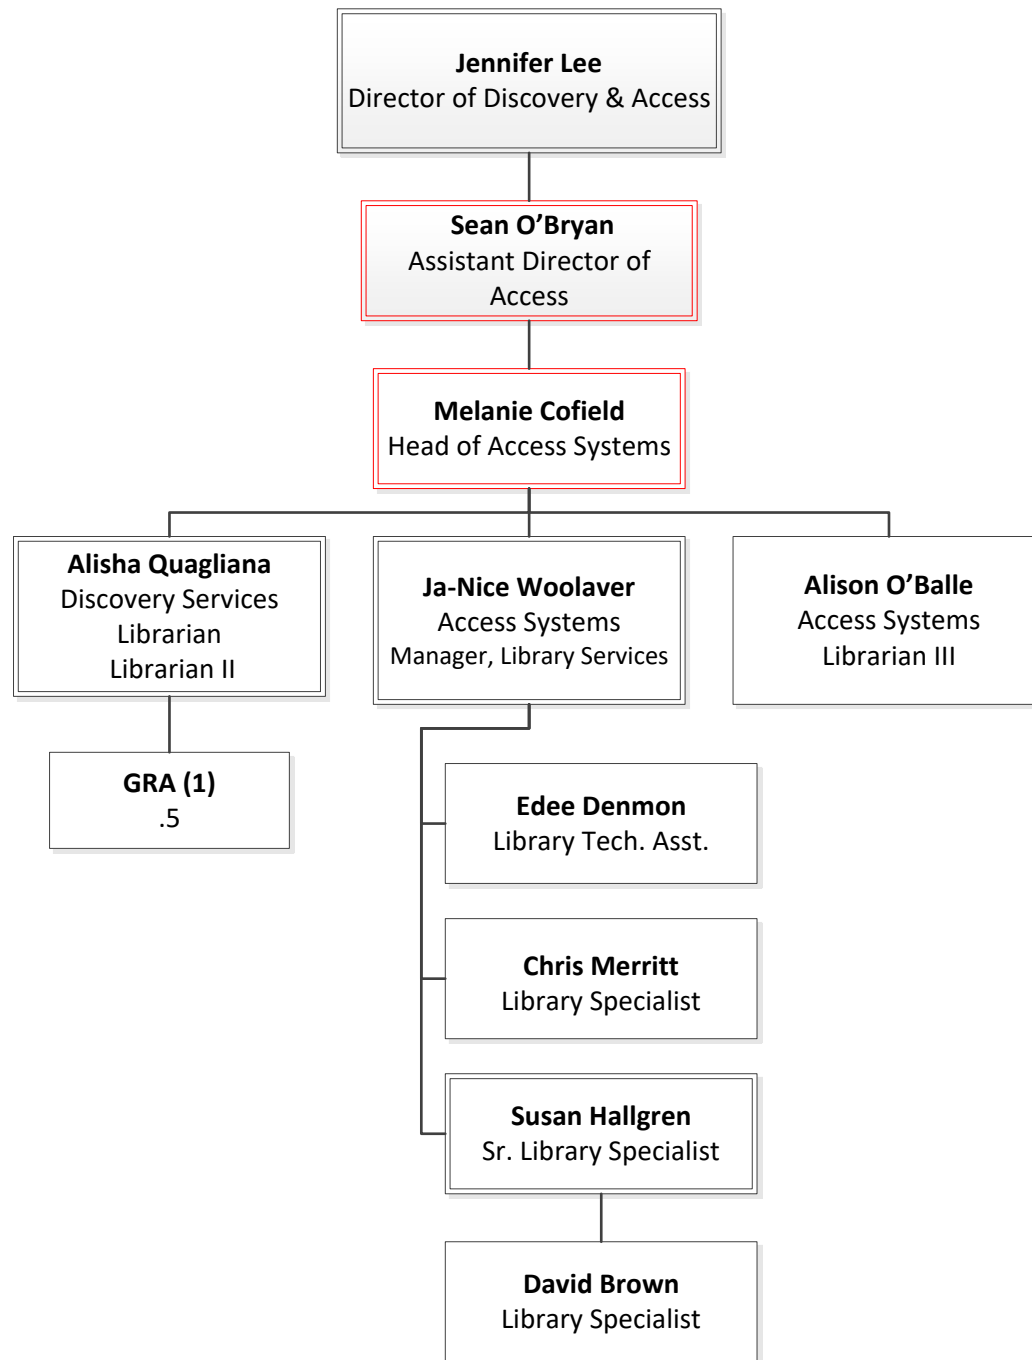 Jennifer Lee
Director of Discovery & Access
Sean O’Bryan
Assistant Director of
Access
Melanie Cofield
Head of Access Systems
Alisha Quagliana
Discovery Services
Librarian
Librarian II
Ja-Nice Woolaver
Access Systems
Manager, Library Services
Alison O’Balle
Access Systems
Librarian III
GRA (1)
.5
Edee Denmon
Library Tech. Asst.
Chris Merritt
Library Specialist
Susan Hallgren
Sr. Library Specialist
David Brown
Library Specialist